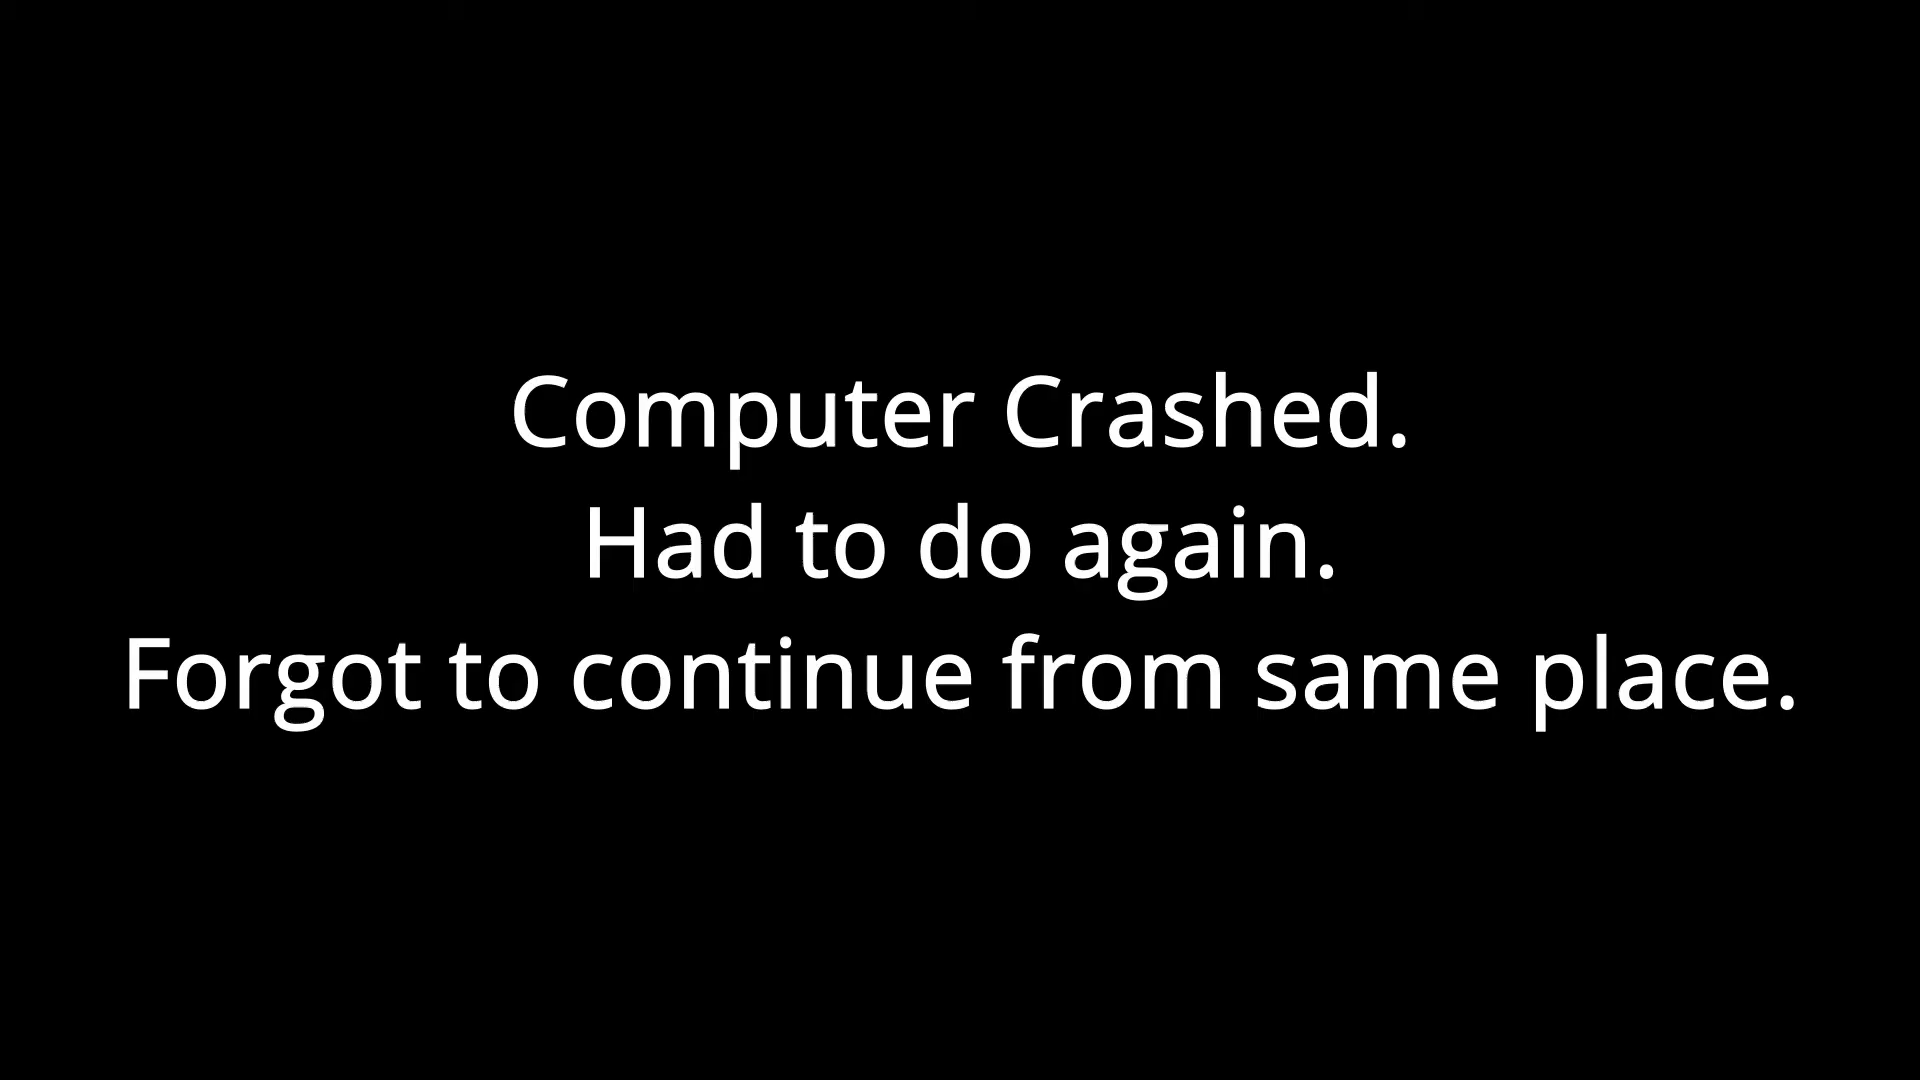 Computer Crashed.
Had to do again.
Forgot to continue from same place.